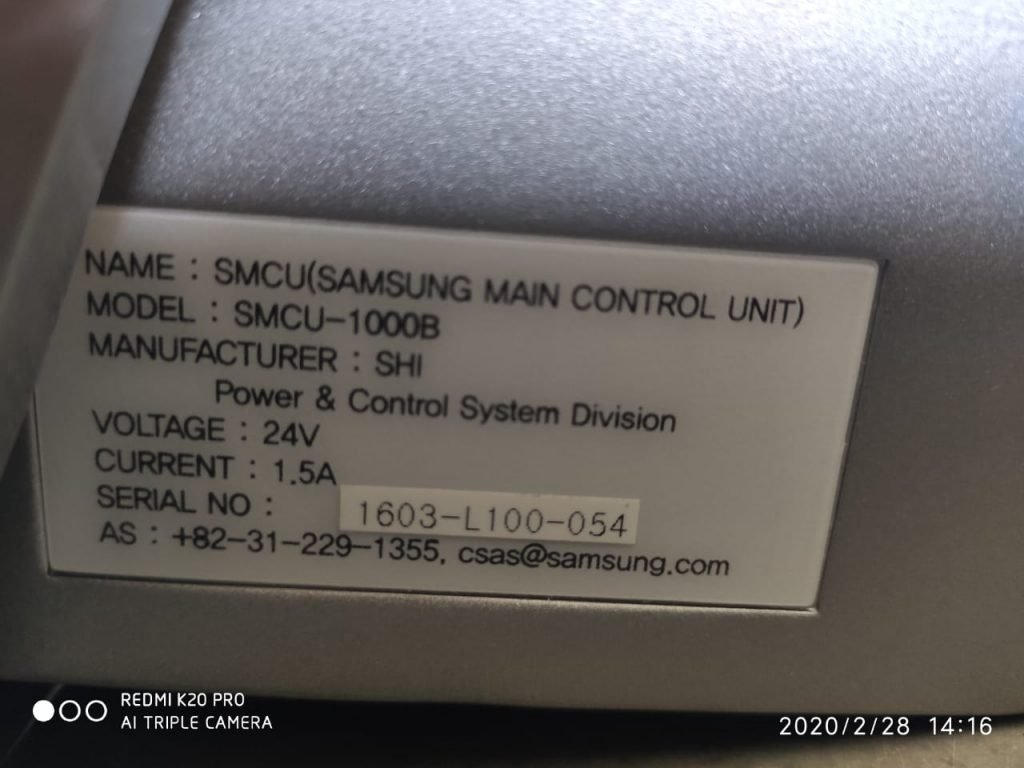 NAME : SMCU(SAMSUNG MAIN CONTROL UNIT)
MODEL : SMCU-1000B
MANUFACTURER : SHI
Power & Control System Division
VOLTAGE : 24V
CURRENT : 1.5A
SERIAL NO : 1603-L100-054
AS : +82-31-229-1355, csas@samsung.com
REDMI K20 PRO
AI TRIPLE CAMERA
2020/2/28 14:16